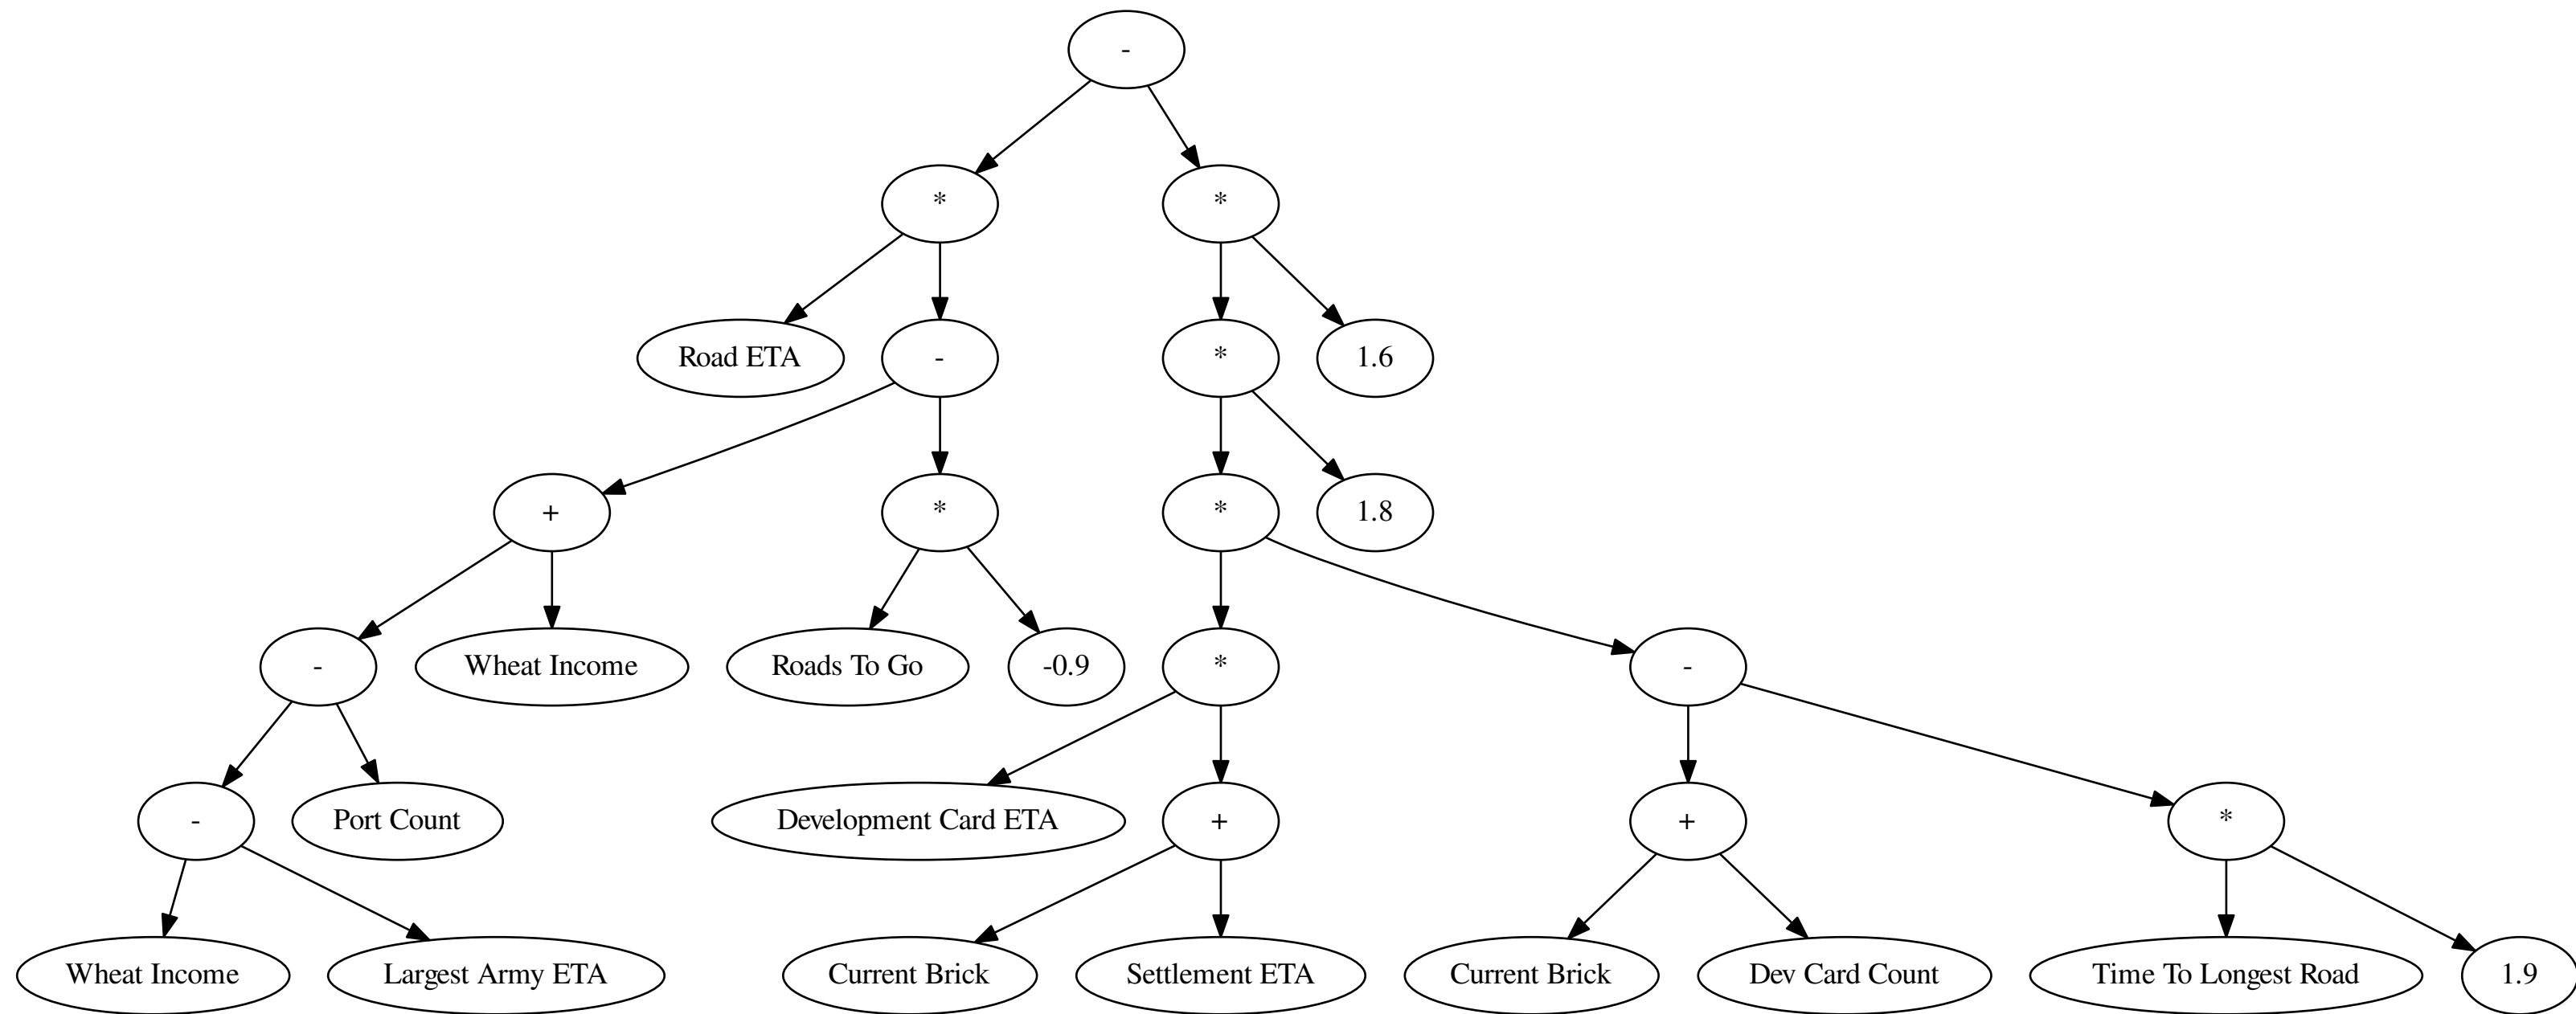 -
*
*
Road ETA
-
*
1.6
+
*
*
1.8
-
Wheat Income
Roads To Go
-0.9
*
-
-
Port Count
Development Card ETA
+
+
*
Wheat Income
Largest Army ETA
Current Brick
Settlement ETA
Current Brick
Dev Card Count
Time To Longest Road
1.9